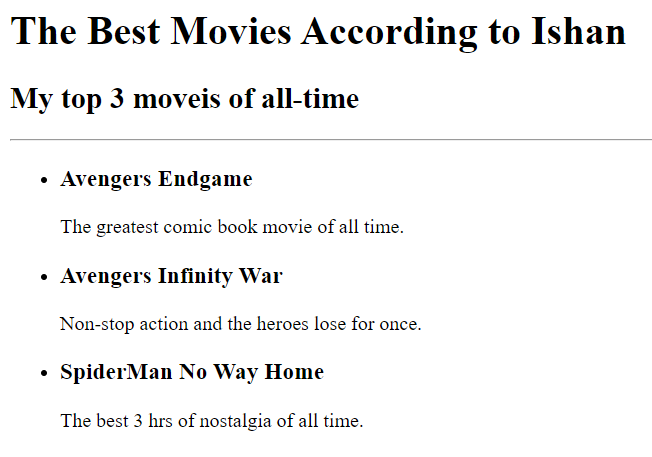 The Best Movies According to Ishan
My top 3 moveis of all-time
Avengers Endgame
The greatest comic book movie of all time.
Avengers Infinity War
Non-stop action and the heroes lose for once.
SpiderMan No Way Home
The best 3 hrs of nostalgia of all time.